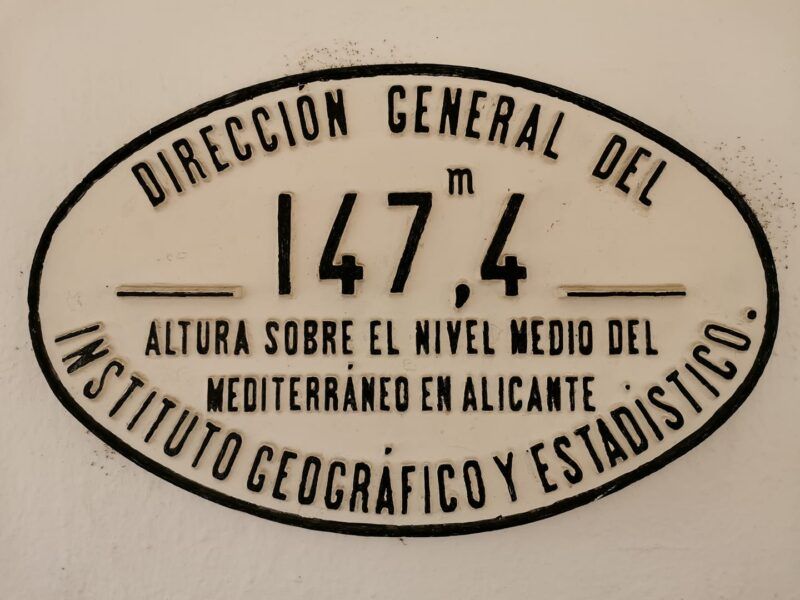 DIRECCIÓN GENERAL DEL
147,4 m
ALTURA SOBRE EL NIVEL MEDIO DEL
MEDITERRÁNEO EN ALICANTE
INSTITUTO GEOGRÁFICO Y ESTADÍSTICO.